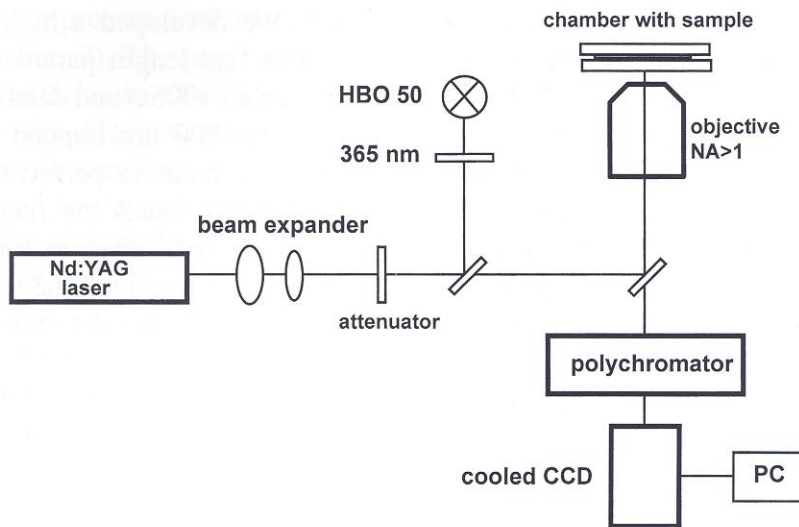 chamber with sample
HBO 50
objective
NA>1
365 nm
beam expander
Nd:YAG
laser
attenuator
polychromator
cooled CCD
PC